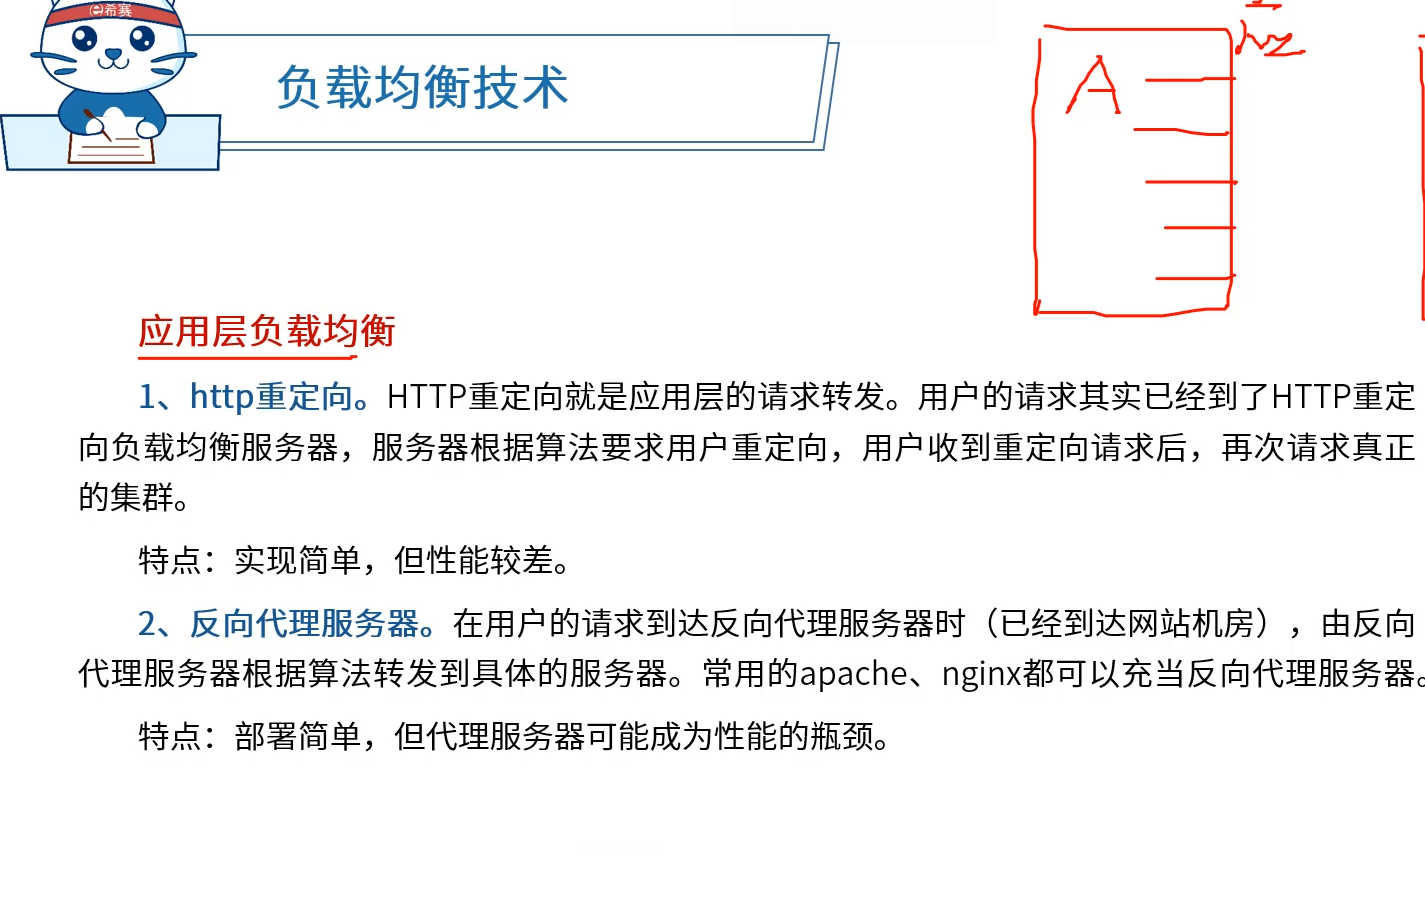 希赛
负载均衡技术
A
应用层负载均衡
1、http重定向。HTTP重定向就是应用层的请求转发。用户的请求其实已经到了HTTP重定
向负载均衡服务器，服务器根据算法要求用户重定向，用户收到重定向请求后，再次请求真正
的集群。
特点：实现简单，但性能较差。
2、反向代理服务器。在用户的请求到达反向代理服务器时（已经到达网站机房），由反向
代理服务器根据算法转发到具体的服务器。常用的apache、nginx都可以充当反向代理服务器。
特点：部署简单，但代理服务器可能成为性能的瓶颈。